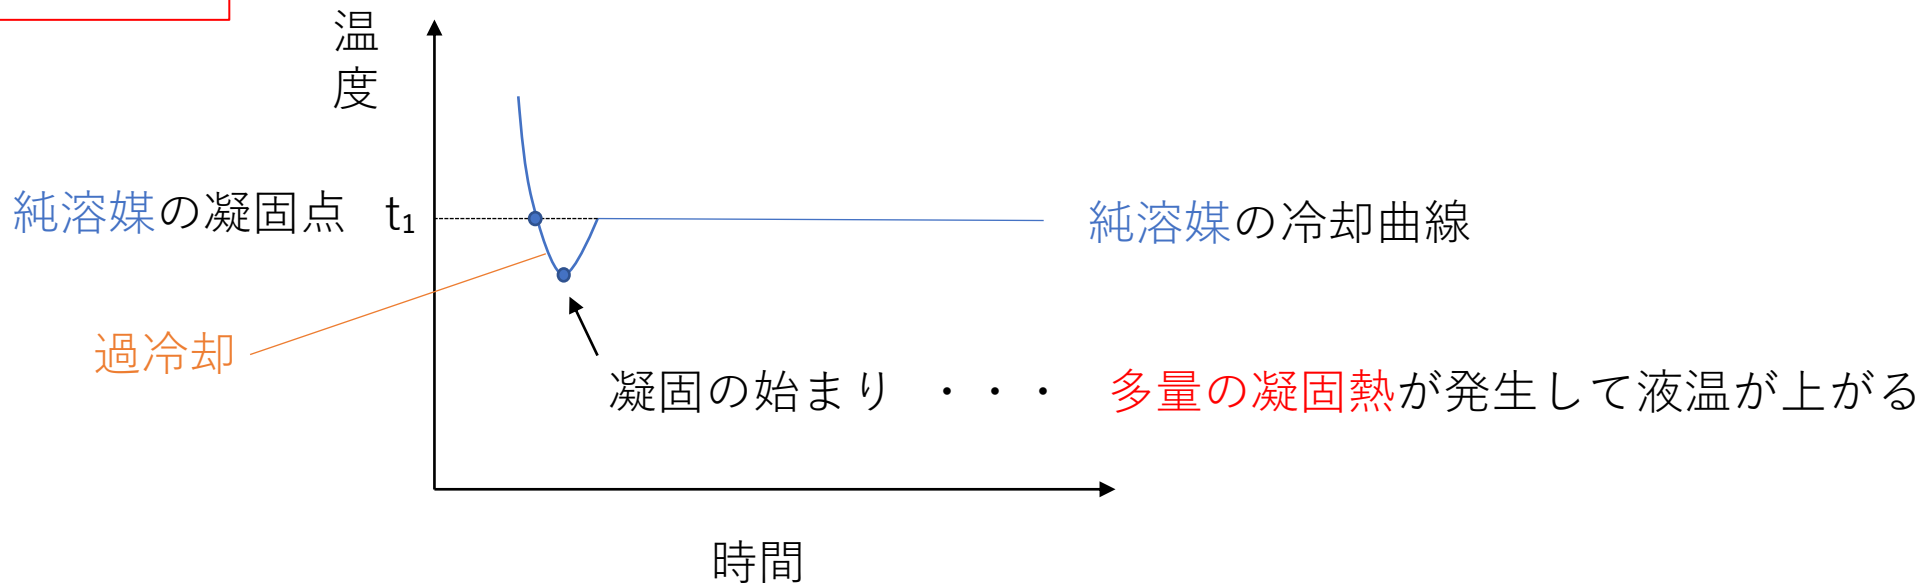 温度
純溶媒の凝固点 t₁
純溶媒の冷却曲線
過冷却
凝固の始まり ・・・ 多量の凝固熱が発生して液温が上がる
時間